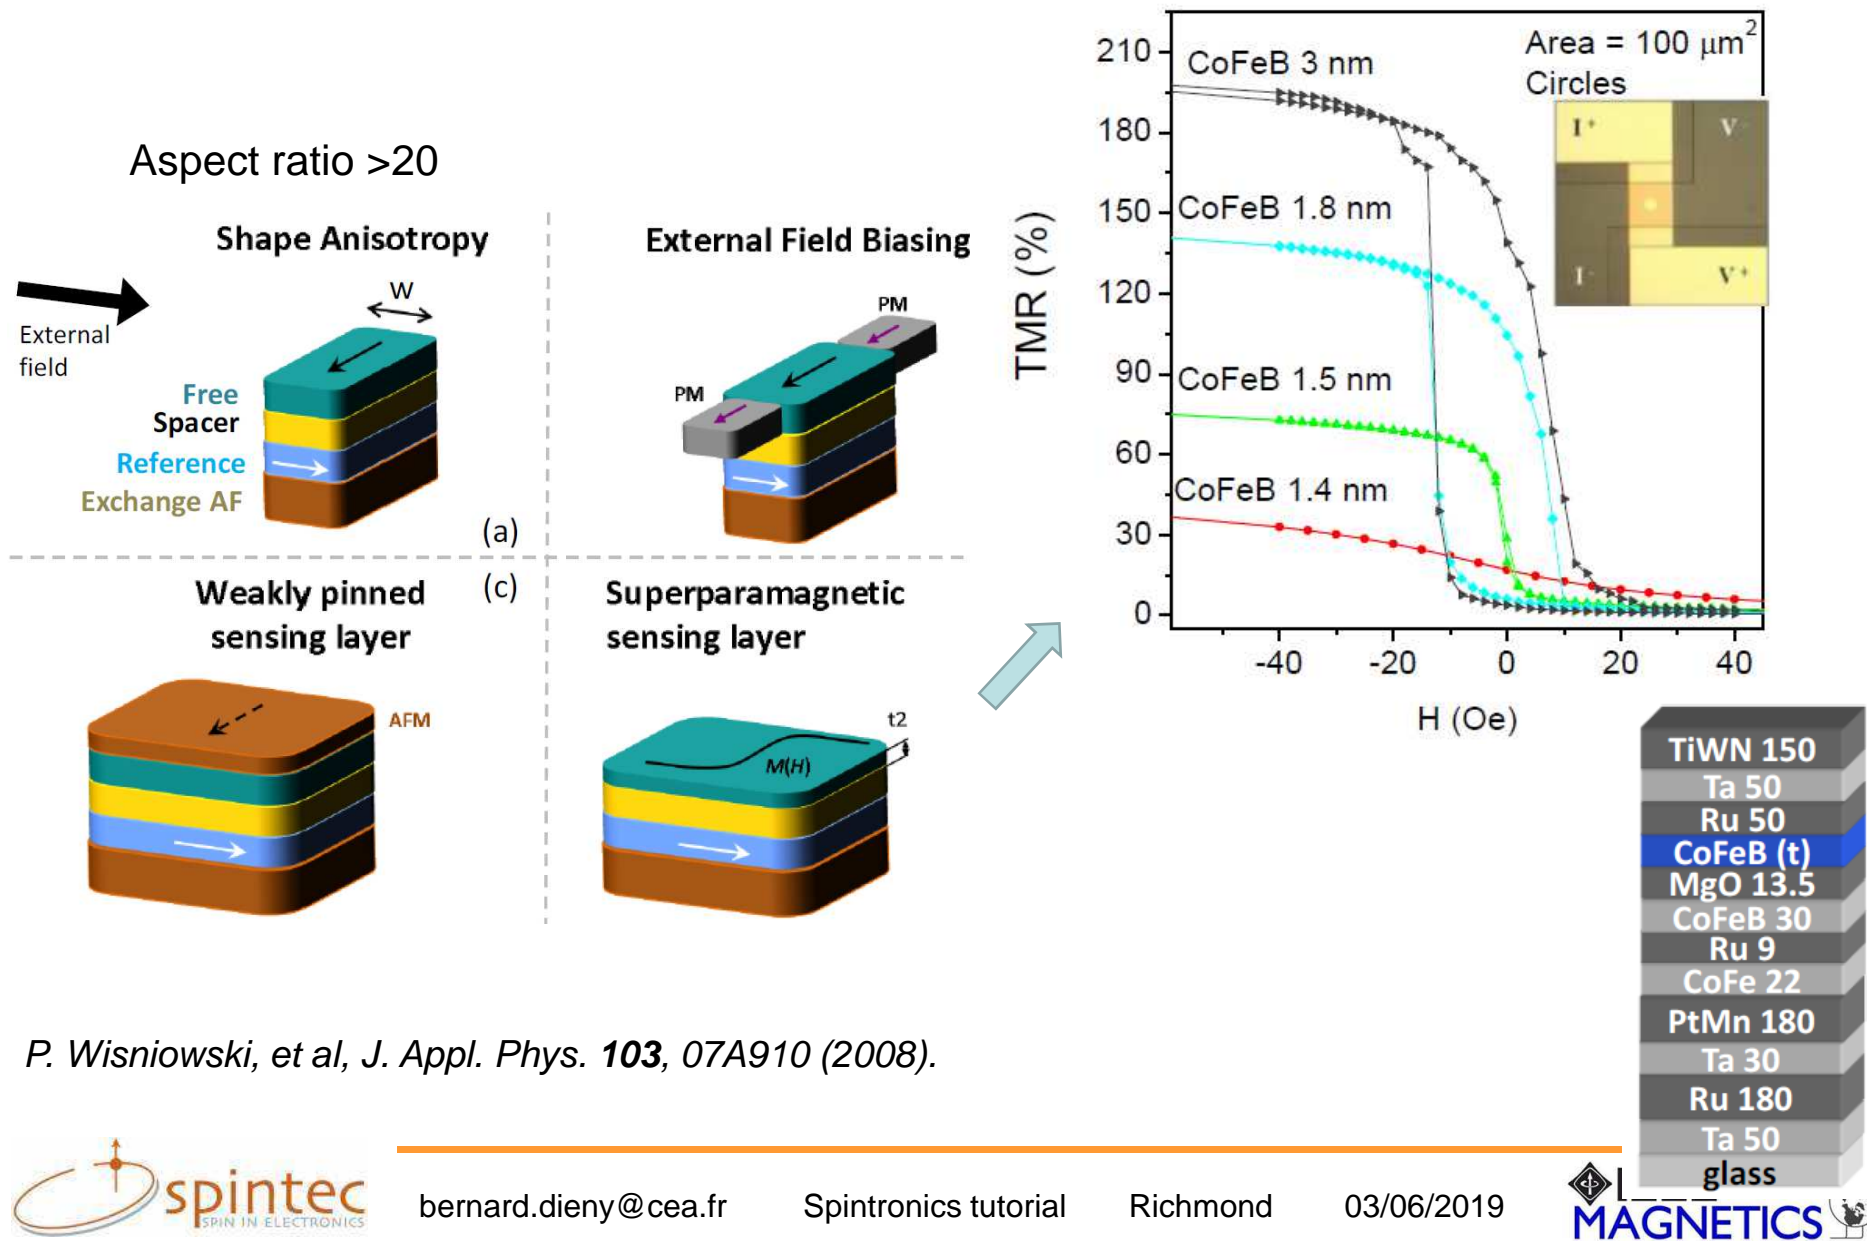 Aspect ratio >20
Shape Anisotropy
External Field Biasing
External
field
W
Free
Spacer
Reference
Exchange AF
(a)
PM
PM
Weakly pinned
sensing layer
(c)
AFM
Superparamagnetic
sensing layer
t2
M(H)
TMR (%)
210
180
150
120
90
60
30
0
CoFeB 3 nm
CoFeB 1.8 nm
CoFeB 1.5 nm
CoFeB 1.4 nm
Area = 100 μm²
Circles
I+
V-
I-
V+
-40 -20 0 20 40
H (Oe)
TiWN 150
Ta 50
Ru 50
CoFeB (t)
MgO 13.5
CoFeB 30
Ru 9
CoFe 22
PtMn 180
Ta 30
Ru 180
Ta 50
glass
P. Wisniowski, et al, J. Appl. Phys. 103, 07A910 (2008).
spintec
SPIN IN ELECTRONICS
bernard.dieny@cea.fr Spintronics tutorial Richmond 03/06/2019
MAGNETICS